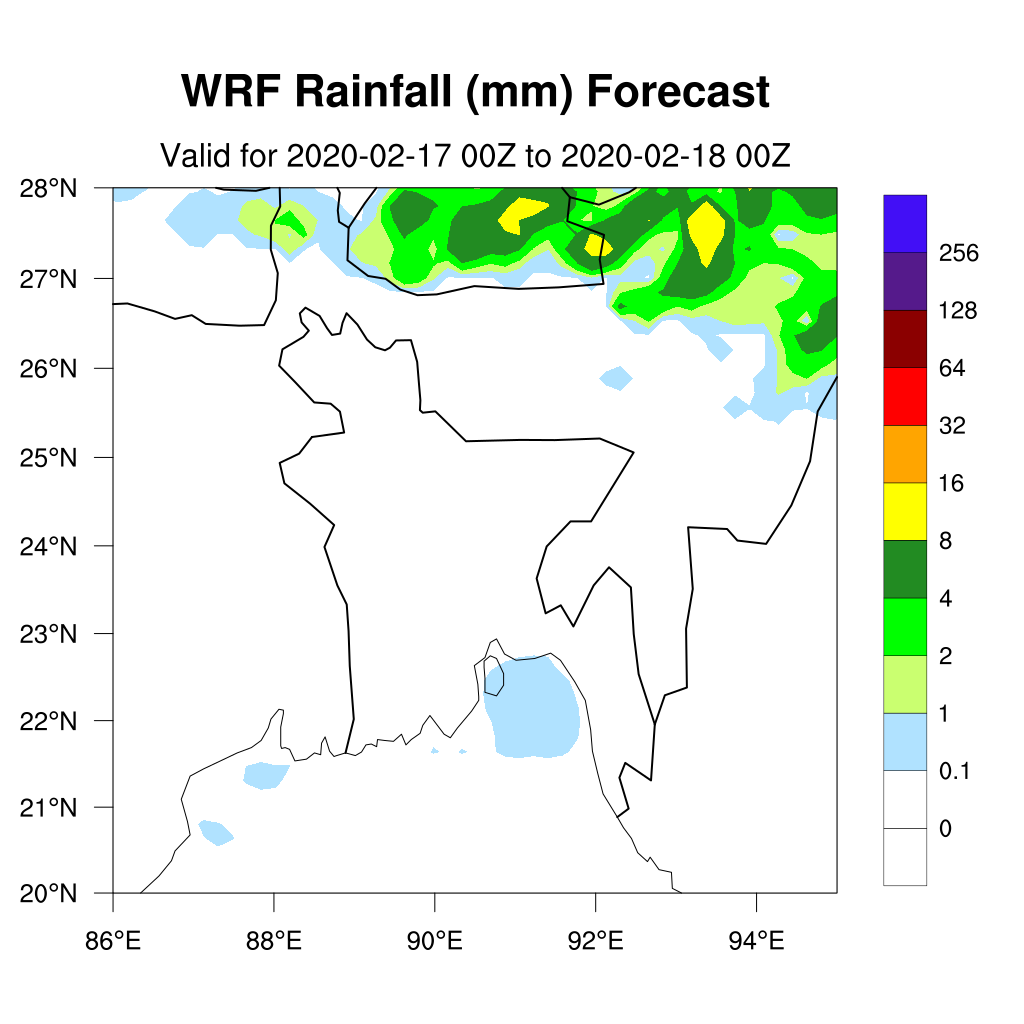 WRF Rainfall (mm) Forecast
Valid for 2020-02-17 00Z to 2020-02-18 00Z
28°N
27°N
26°N
25°N
24°N
23°N
22°N
21°N
20°N
86°E 88°E 90°E 92°E 94°E
256
128
64
32
16
8
4
2
1
0.1
0